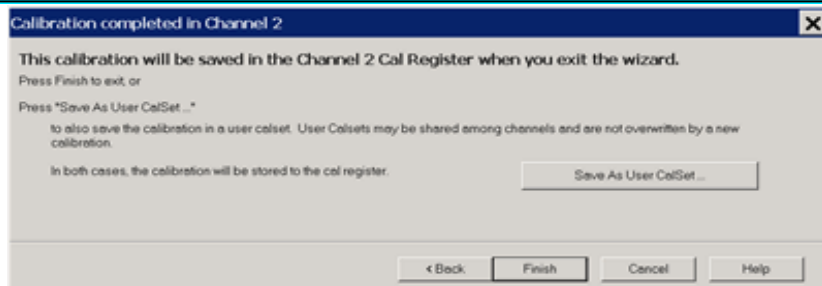 Calibration completed in Channel 2
This calibration will be saved in the Channel 2 Cal Register when you exit the wizard.
Press Finish to exit, or
Press "Save As User CalSet ..."
to also save the calibration in a user calset. User Calsets may be shared among channels and are not overwritten by a new
calibration.
In both cases, the calibration will be stored to the cal register.
Save As User CalSet ...
< Back
Finish
Cancel
Help